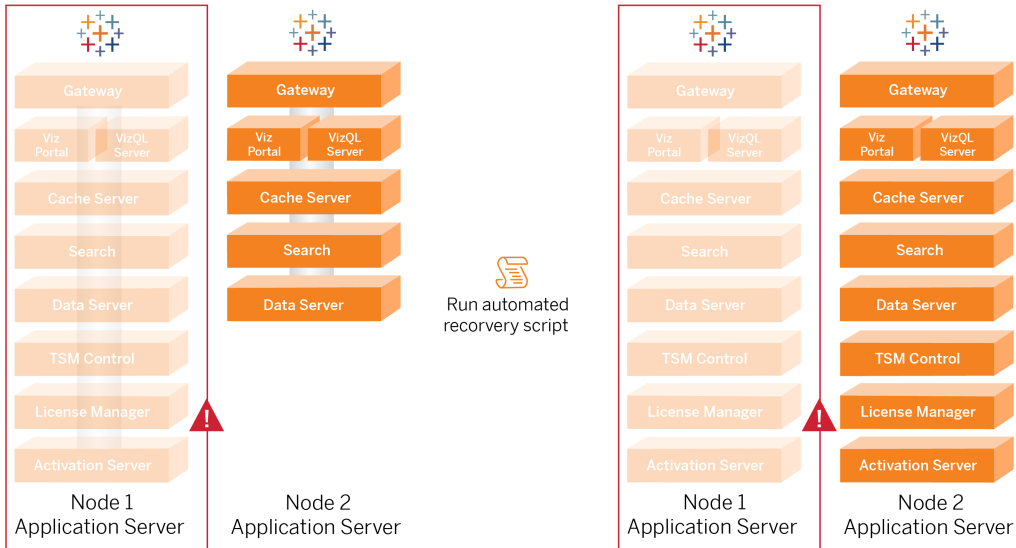 Gateway
Viz
Portal
VizQL
Server
Cache Server
Search
Data Server
TSM Control
License Manager
!
Activation Server
Node 1
Application Server
Gateway
Viz
Portal
VizQL
Server
Cache Server
Search
Data Server
Node 2
Application Server
Run automated
recorvery script
Gateway
Viz
Portal
VizQL
Server
Cache Server
Search
Data Server
TSM Control
License Manager
!
Activation Server
Node 1
Application Server
Gateway
Viz
Portal
VizQL
Server
Cache Server
Search
Data Server
TSM Control
License Manager
Activation Server
Node 2
Application Server